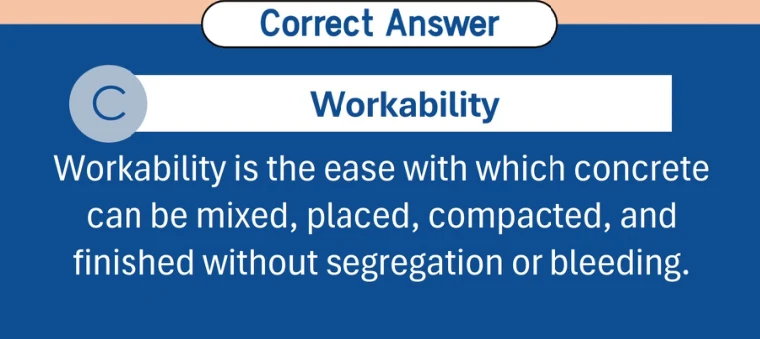 Correct Answer
C
Workability
Workability is the ease with which concrete
can be mixed, placed, compacted, and
finished without segregation or bleeding.